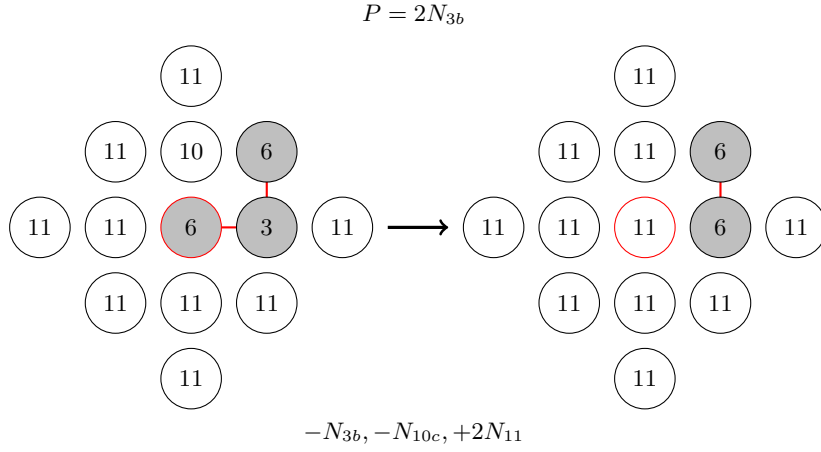 $P = 2N_{3b}$
11 11
11 10 6 11 11 6
11 11 6 3 11 11 11 11 6 11
11 11 11 11 11 11
11 11
$-N_{3b}, -N_{10c}, +2N_{11}$